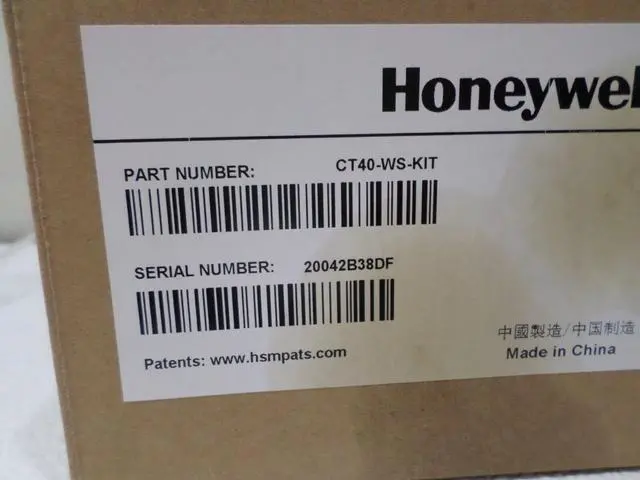 Honeywel
PART NUMBER: CT40-WS-KIT
SERIAL NUMBER: 20042B38DF
Patents: www.hsmpats.com
中國製造/中国制造
Made in China